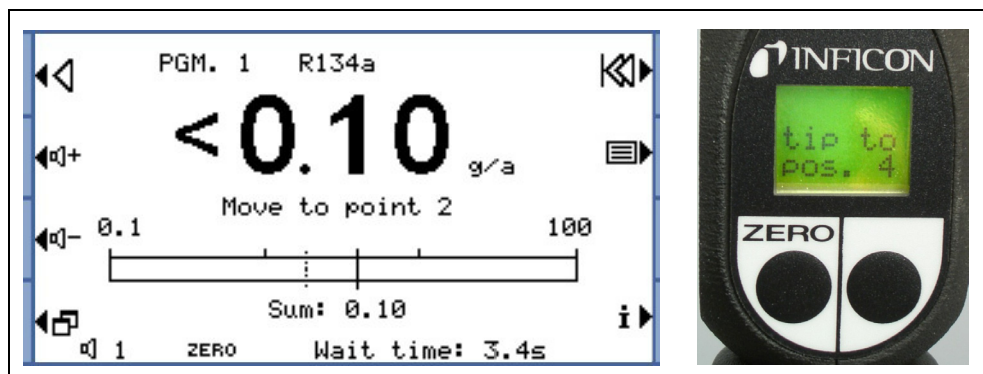 PGM. 1 R134a
<0.10 g/a
Move to point 2
0.1 100
Sum: 0.10
1 ZERO Wait time: 3.4s
+
-
i
INFICON
tip to
pos. 4
ZERO